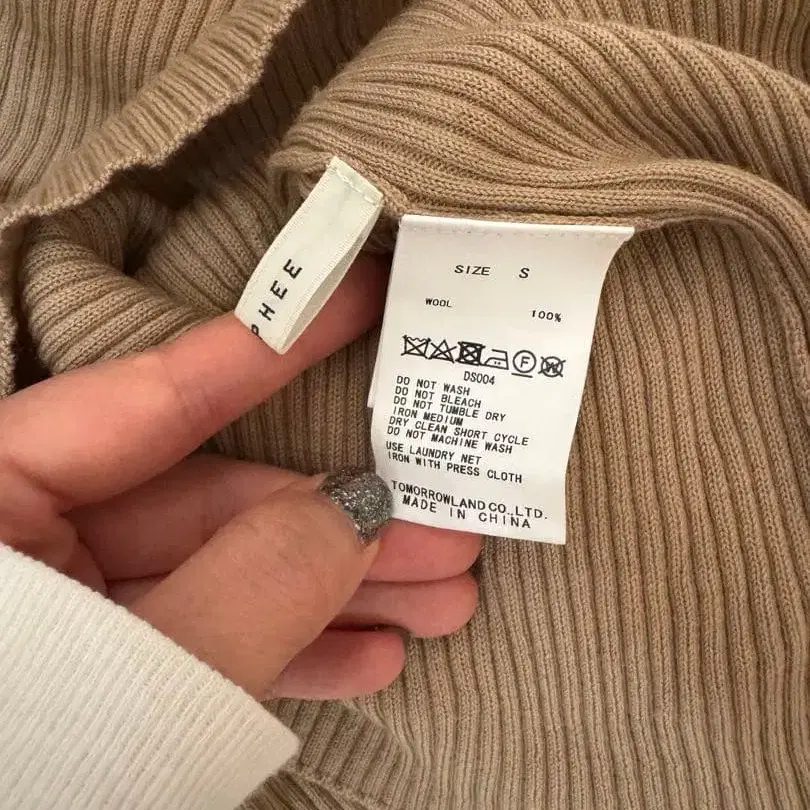 PHEE
SIZE S
WOOL 100%
F W
DS004
DO NOT WASH
DO NOT BLEACH
DO NOT TUMBLE DRY
IRON MEDIUM
DRY CLEAN SHORT CYCLE
DO NOT MACHINE WASH
USE LAUNDRY NET
IRON WITH PRESS CLOTH
TOMORROWLAND CO.,LTD.
MADE IN CHINA